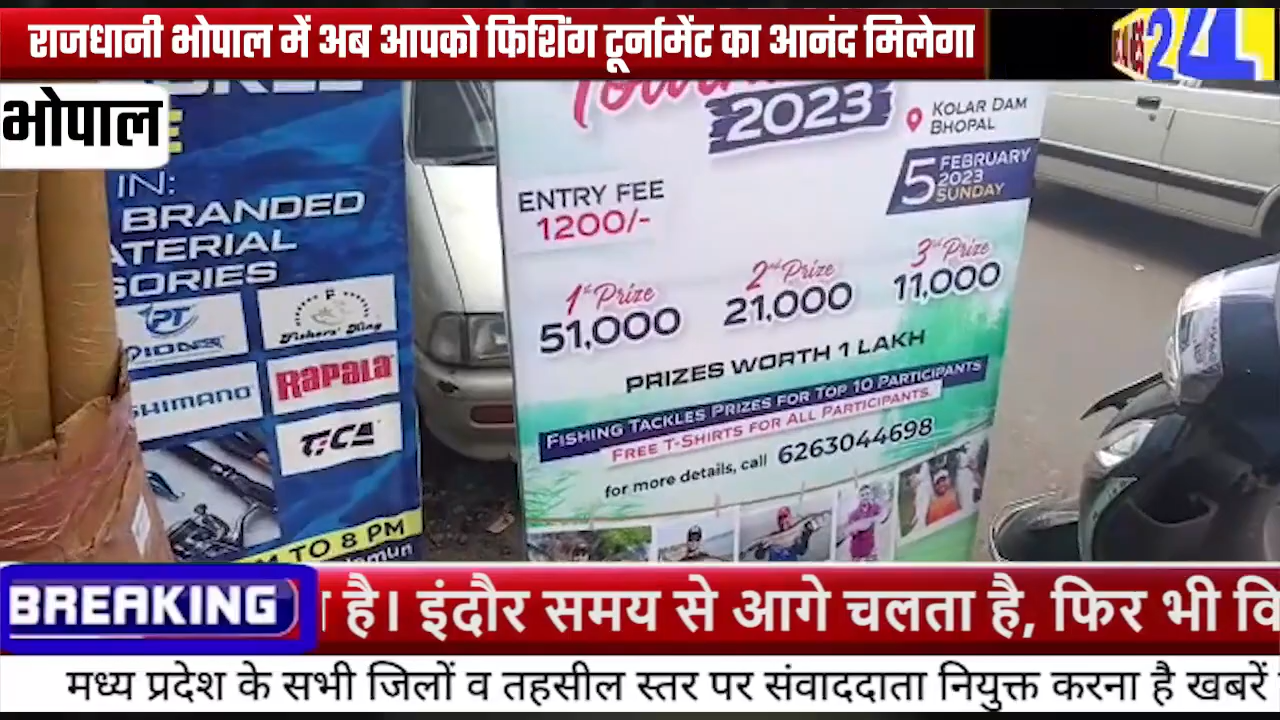 राजधानी भोपाल में अब आपको फिशिंग टूर्नामेंट का आनंद मिलेगा
24
भोपाल
IN:
BRANDED
SORIES
PT
Fishers' King
SHIMANO
RAPALA
TICA
TO 8 PM
2023
KOLAR DAM
BHOPAL
5 FEBRUARY
2023
SUNDAY
ENTRY FEE
1200/-
1st Prize
51,000
2nd Prize
21,000
3rd Prize
11,000
PRIZES WORTH 1 LAKH
FISHING TACKLES PRIZES FOR TOP 10 PARTICIPANTS
FREE T-SHIRTS FOR ALL PARTICIPANTS.
for more details, call 6263044698
BREAKING
है। इंदौर समय से आगे चलता है, फिर भी
मध्य प्रदेश के सभी जिलों व तहसील स्तर पर संवाददाता नियुक्त करना है खबरें